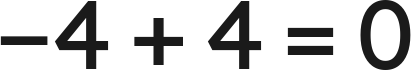 −4 + 4 = 0